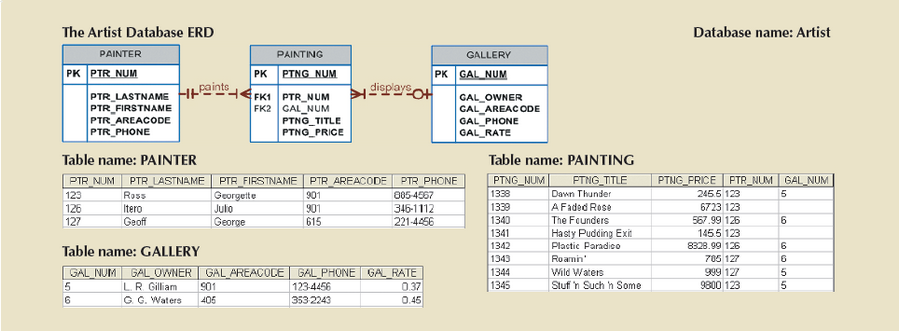 The Artist Database ERD
Database name: Artist
PAINTER
PK PTR_NUM
PTR_LASTNAME
PTR_FIRSTNAME
PTR_AREACODE
PTR_PHONE
paints
PAINTING
PK PTNG_NUM
FK1 PTR_NUM
FK2 GAL_NUM
PTNG_TITLE
PTNG_PRICE
displays
GALLERY
PK GAL_NUM
GAL_OWNER
GAL_AREACODE
GAL_PHONE
GAL_RATE
Table name: PAINTER
PTR_NUM PTR_LASTNAME PTR_FIRSTNAME PTR_AREACODE PTR_PHONE
123 Ross Georgette 901 885-4567
126 Itero Julio 901 346-1112
127 Geoff George 615 221-4456
Table name: GALLERY
GAL_NUM GAL_OWNER GAL_AREACODE GAL_PHONE GAL_RATE
5 L. R. Gilliam 901 123-4456 0.37
6 G. G. Waters 405 353-2243 0.45
Table name: PAINTING
PTNG_NUM PTNG_TITLE PTNG_PRICE PTR_NUM GAL_NUM
1338 Dawn Thunder 245.5 123 5
1339 A Faded Rose 6723 123
1340 The Founders 567.99 126 6
1341 Hasty Pudding Exit 145.5 123
1342 Plastic Paradise 8328.99 126 6
1343 Roamin' 785 127 6
1344 Wild Waters 999 127 5
1345 Stuff 'n Such 'n Some 9800 123 5